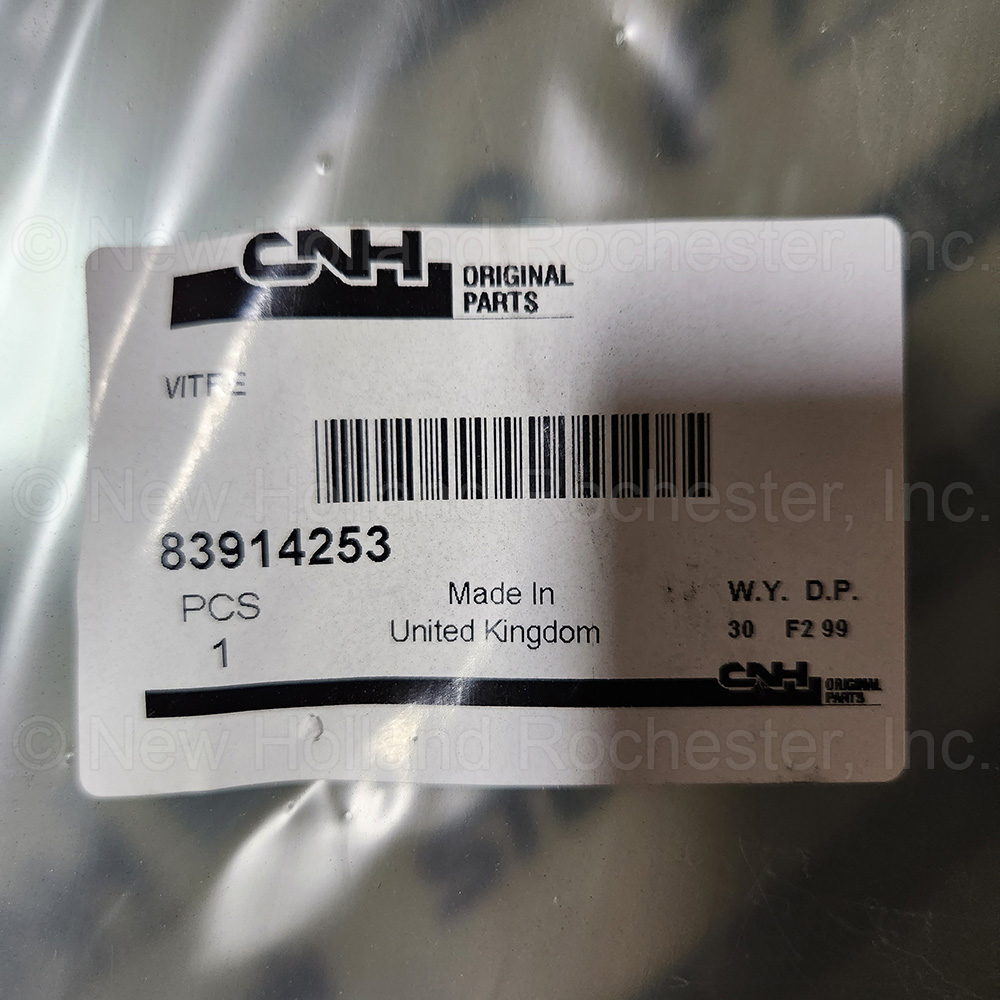 © New Holland Rochester, Inc.
CNH
ORIGINAL
PARTS
VITRE
© New Holland Rochester, Inc.
83914253
PCS
1
Made In
United Kingdom
W.Y. D.P.
30 F2 99
CNH
ORIGINAL
PARTS
© New Holland Rochester, Inc.